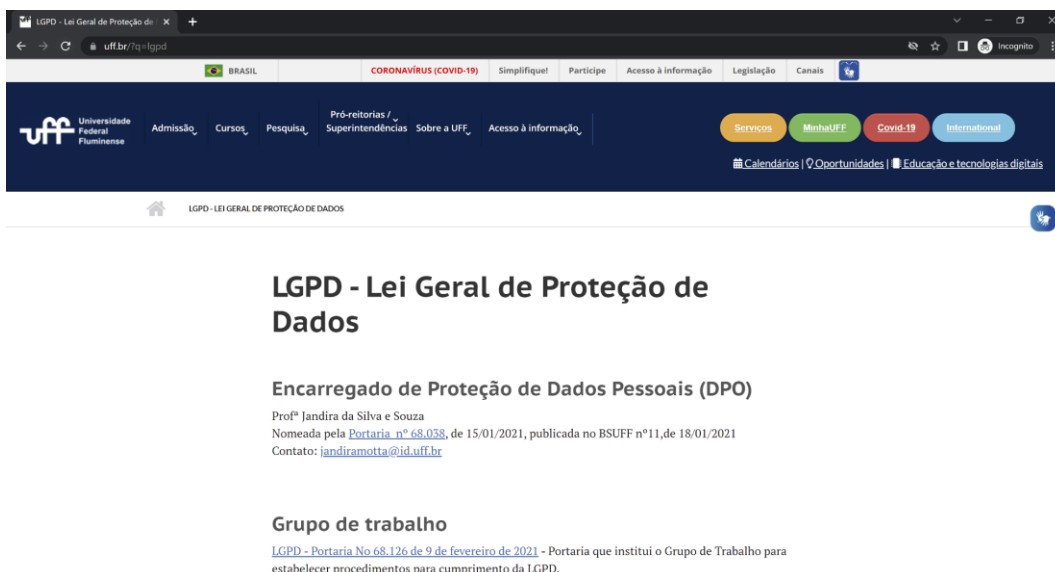 LGPD - Lei Geral de Proteção de
uff.br/?q=lgpd
Incognito
BRASIL
CORONAVÍRUS (COVID-19)
Simplifique!
Participe
Acesso à informação
Legislação
Canais
uff
Universidade
Federal
Fluminense
Admissão
Cursos
Pesquisa
Pró-reitorias /
Superintendências
Sobre a UFF
Acesso à informação
Serviços
MinhaUFF
Covid-19
International
Calendários | Oportunidades | Educação e tecnologias digitais
LGPD - LEI GERAL DE PROTEÇÃO DE DADOS
LGPD - Lei Geral de Proteção de
Dados
Encarregado de Proteção de Dados Pessoais (DPO)
Profª Jandira da Silva e Souza
Nomeada pela Portaria nº 68.038, de 15/01/2021, publicada no BSUFF nº11,de 18/01/2021
Contato: jandiramotta@id.uff.br
Grupo de trabalho
LGPD - Portaria No 68.126 de 9 de fevereiro de 2021 - Portaria que institui o Grupo de Trabalho para
estabelecer procedimentos para cumprimento da LGPD.